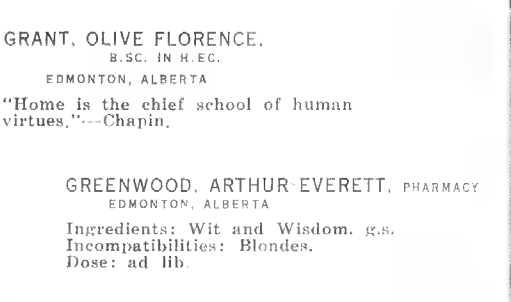 GRANT, OLIVE FLORENCE.
B.SC. IN H.EC.
EDMONTON, ALBERTA
"Home is the chief school of human
virtues."—Chapin.
GREENWOOD, ARTHUR EVERETT, PHARMACY
EDMONTON, ALBERTA
Ingredients: Wit and Wisdom. g.s.
Incompatibilities: Blondes.
Dose: ad lib.